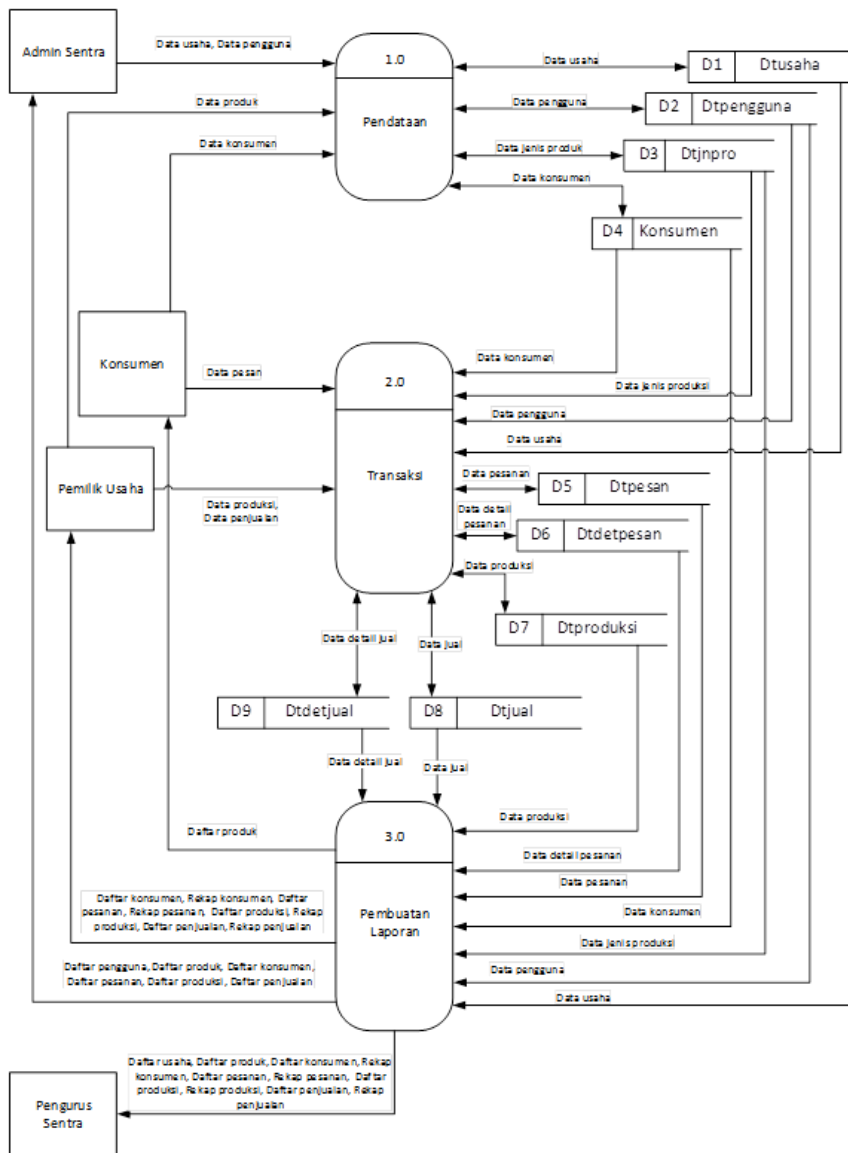 Admin Sentra
Data usaha, Data pengguna
1.0
Pendataan
Data usaha
D1 Dtusaha
Data pengguna
D2 Dtpengguna
Data produk
Data jenis produk
D3 Dtjnpro
Data konsumen
Data konsumen
D4 Konsumen
Konsumen
Data pesan
2.0
Transaksi
Data konsumen
Data jenis produksi
Data pengguna
Data usaha
Pemilik Usaha
Data produksi,
Data penjualan
Data pesanan
D5 Dtpesan
Data detail
pesanan
D6 Dtdetpesan
Data produksi
D7 Dtproduksi
Data detail jual
Data jual
D9 Dtdetjual
D8 Dtjual
Data detail jual
Data jual
3.0
Pembuatan
Laporan
Data produksi
Daftar produk
Data detail pesanan
Data pesanan
Data konsumen
Data jenis produksi
Data pengguna
Data usaha
Daftar konsumen, Rekap konsumen, Daftar
pesanan, Rekap pesanan, Daftar produksi, Rekap
produksi, Daftar penjualan, Rekap penjualan
Daftar pengguna, Daftar produk, Daftar konsumen,
Daftar pesanan, Daftar produksi, Daftar penjualan
Daftar usaha, Daftar produk, Daftar konsumen, Rekap
konsumen, Daftar pesanan, Rekap pesanan, Daftar
produksi, Rekap produksi, Daftar penjualan, Rekap
penjualan
Pengurus
Sentra